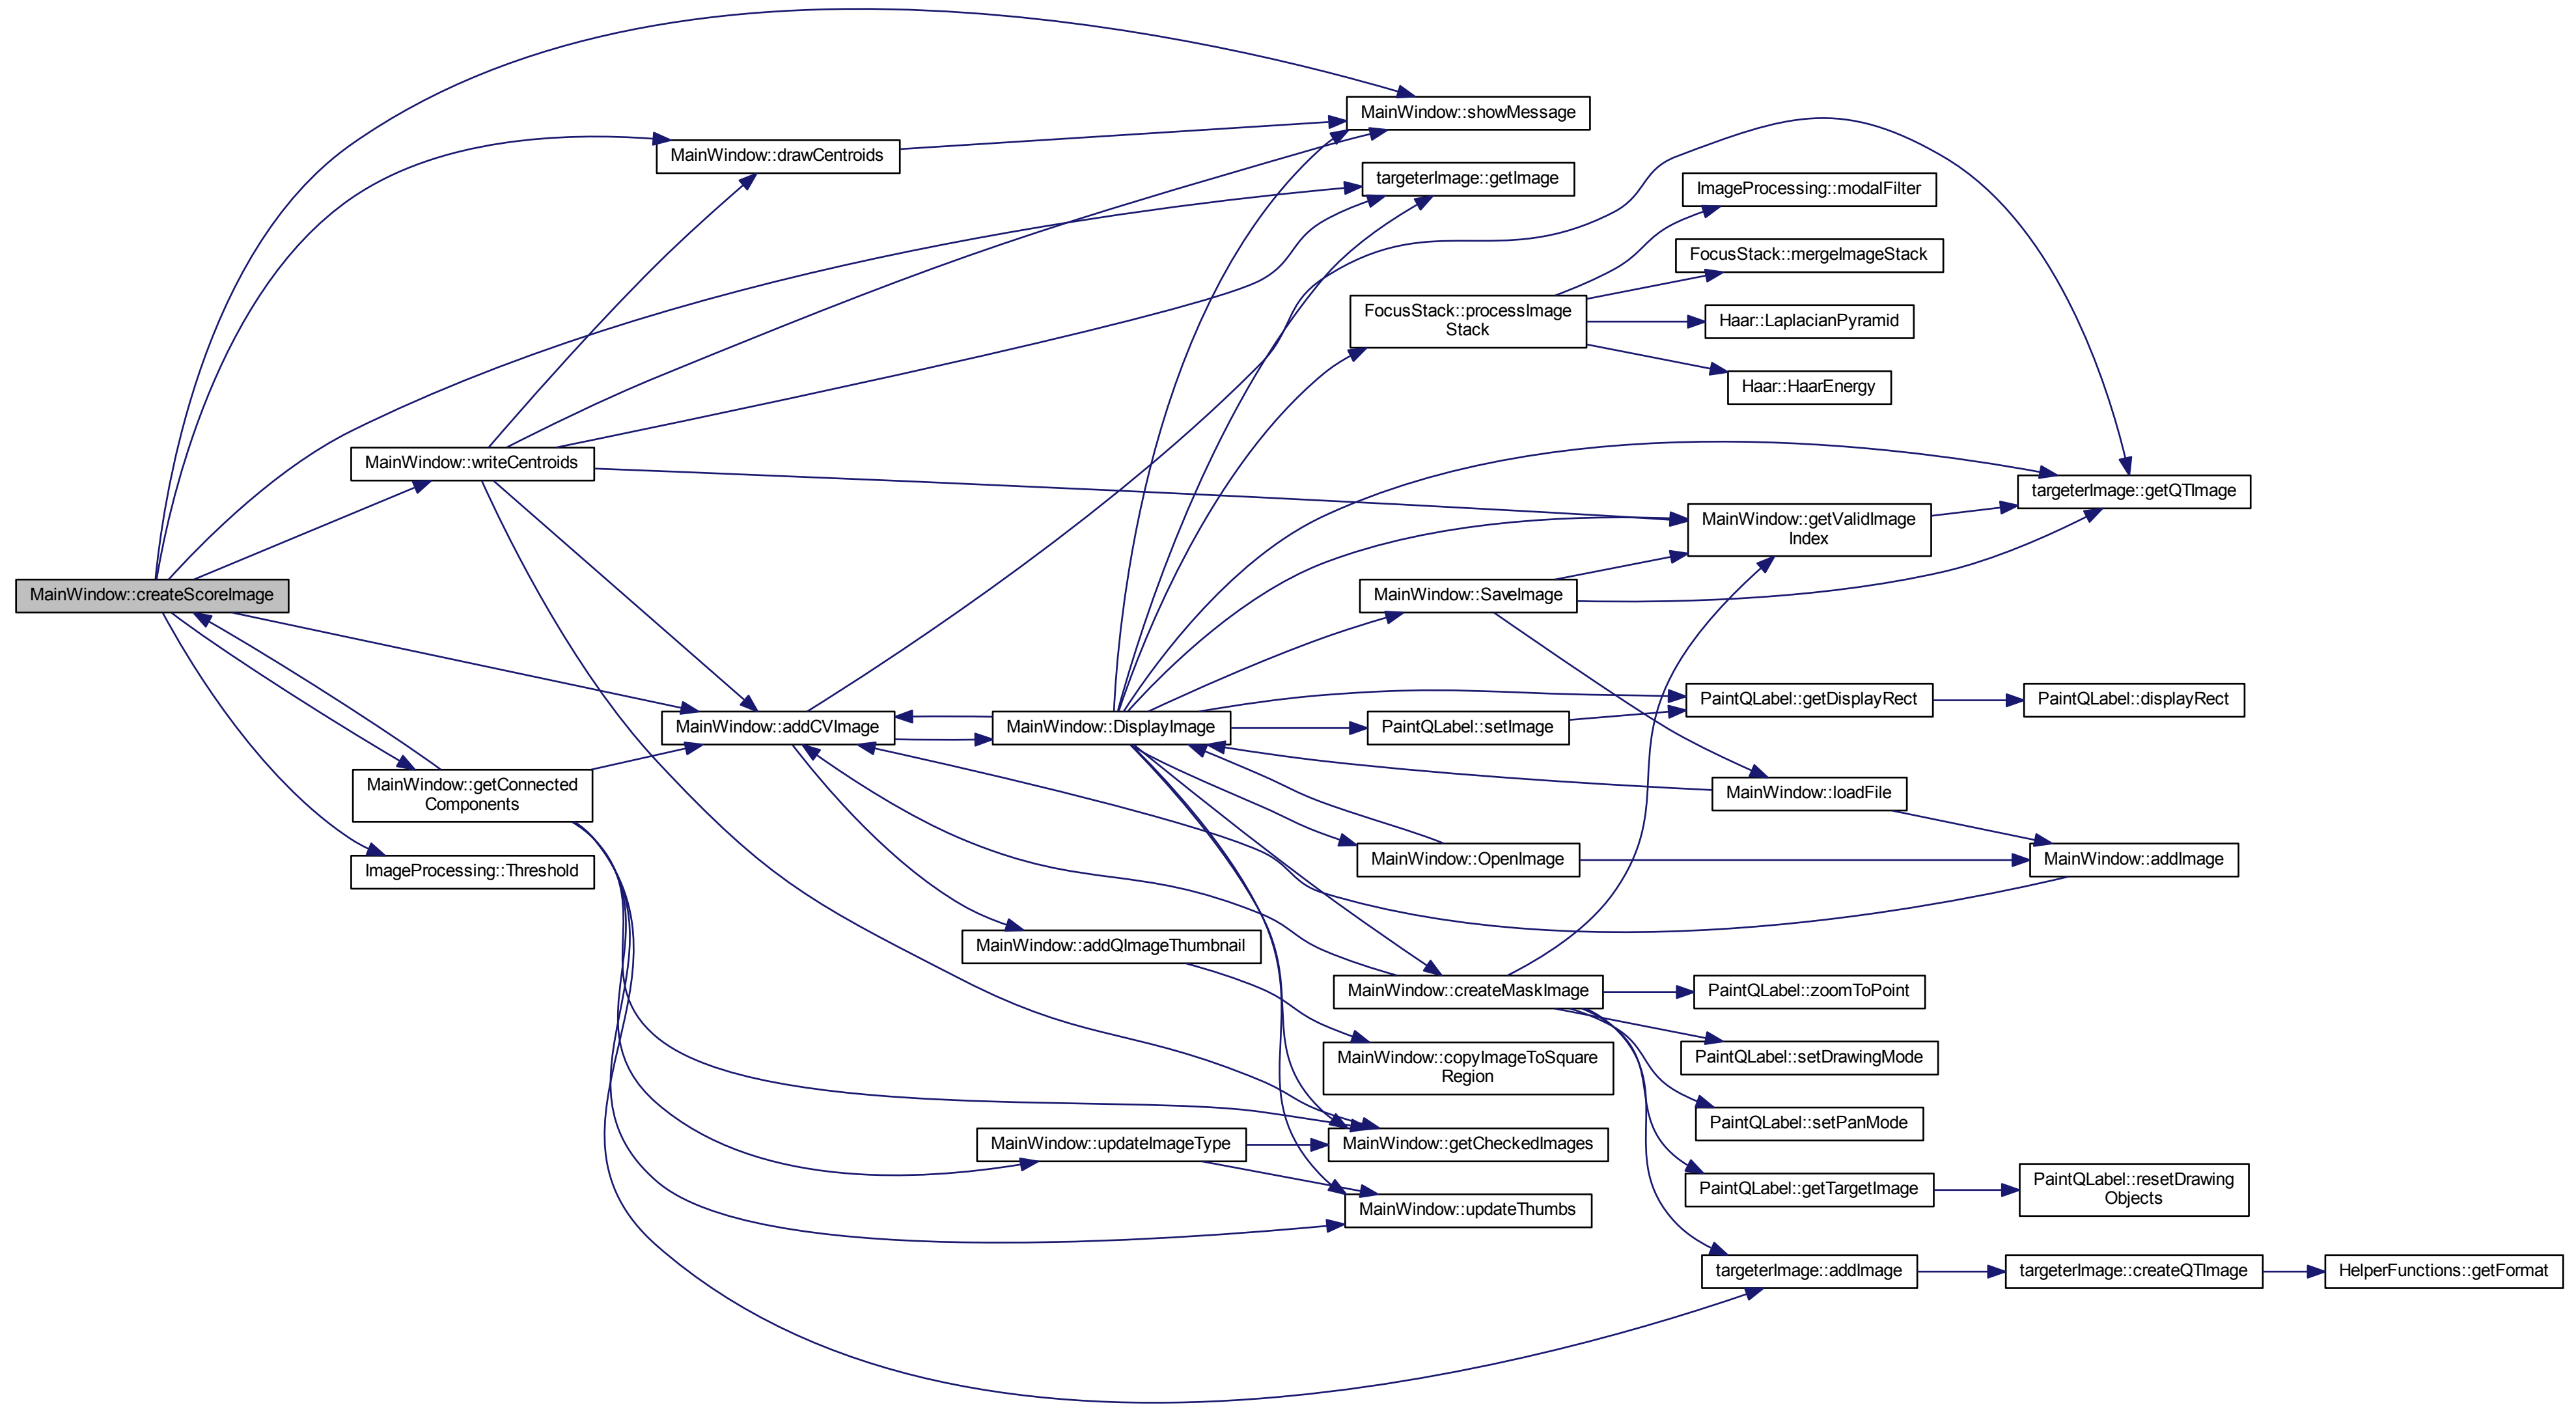 MainWindow::showMessage
MainWindow::drawCentroids
targeterImage::getImage
ImageProcessing::modalFilter
FocusStack::mergeImageStack
FocusStack::processImage
Stack
Haar::LaplacianPyramid
Haar::HaarEnergy
MainWindow::writeCentroids
targeterImage::getQTImage
MainWindow::getValidImage
Index
MainWindow::createScoreImage
MainWindow::SaveImage
MainWindow::addCVImage
MainWindow::DisplayImage
PaintQLabel::setImage
PaintQLabel::getDisplayRect
PaintQLabel::displayRect
MainWindow::getConnected
Components
MainWindow::loadFile
ImageProcessing::Threshold
MainWindow::OpenImage
MainWindow::addImage
MainWindow::addQImageThumbnail
MainWindow::createMaskImage
PaintQLabel::zoomToPoint
MainWindow::copyImageToSquare
Region
PaintQLabel::setDrawingMode
PaintQLabel::setPanMode
MainWindow::updateImageType
MainWindow::getCheckedImages
MainWindow::updateThumbs
PaintQLabel::getTargetImage
PaintQLabel::resetDrawing
Objects
targeterImage::addImage
targeterImage::createQTImage
HelperFunctions::getFormat